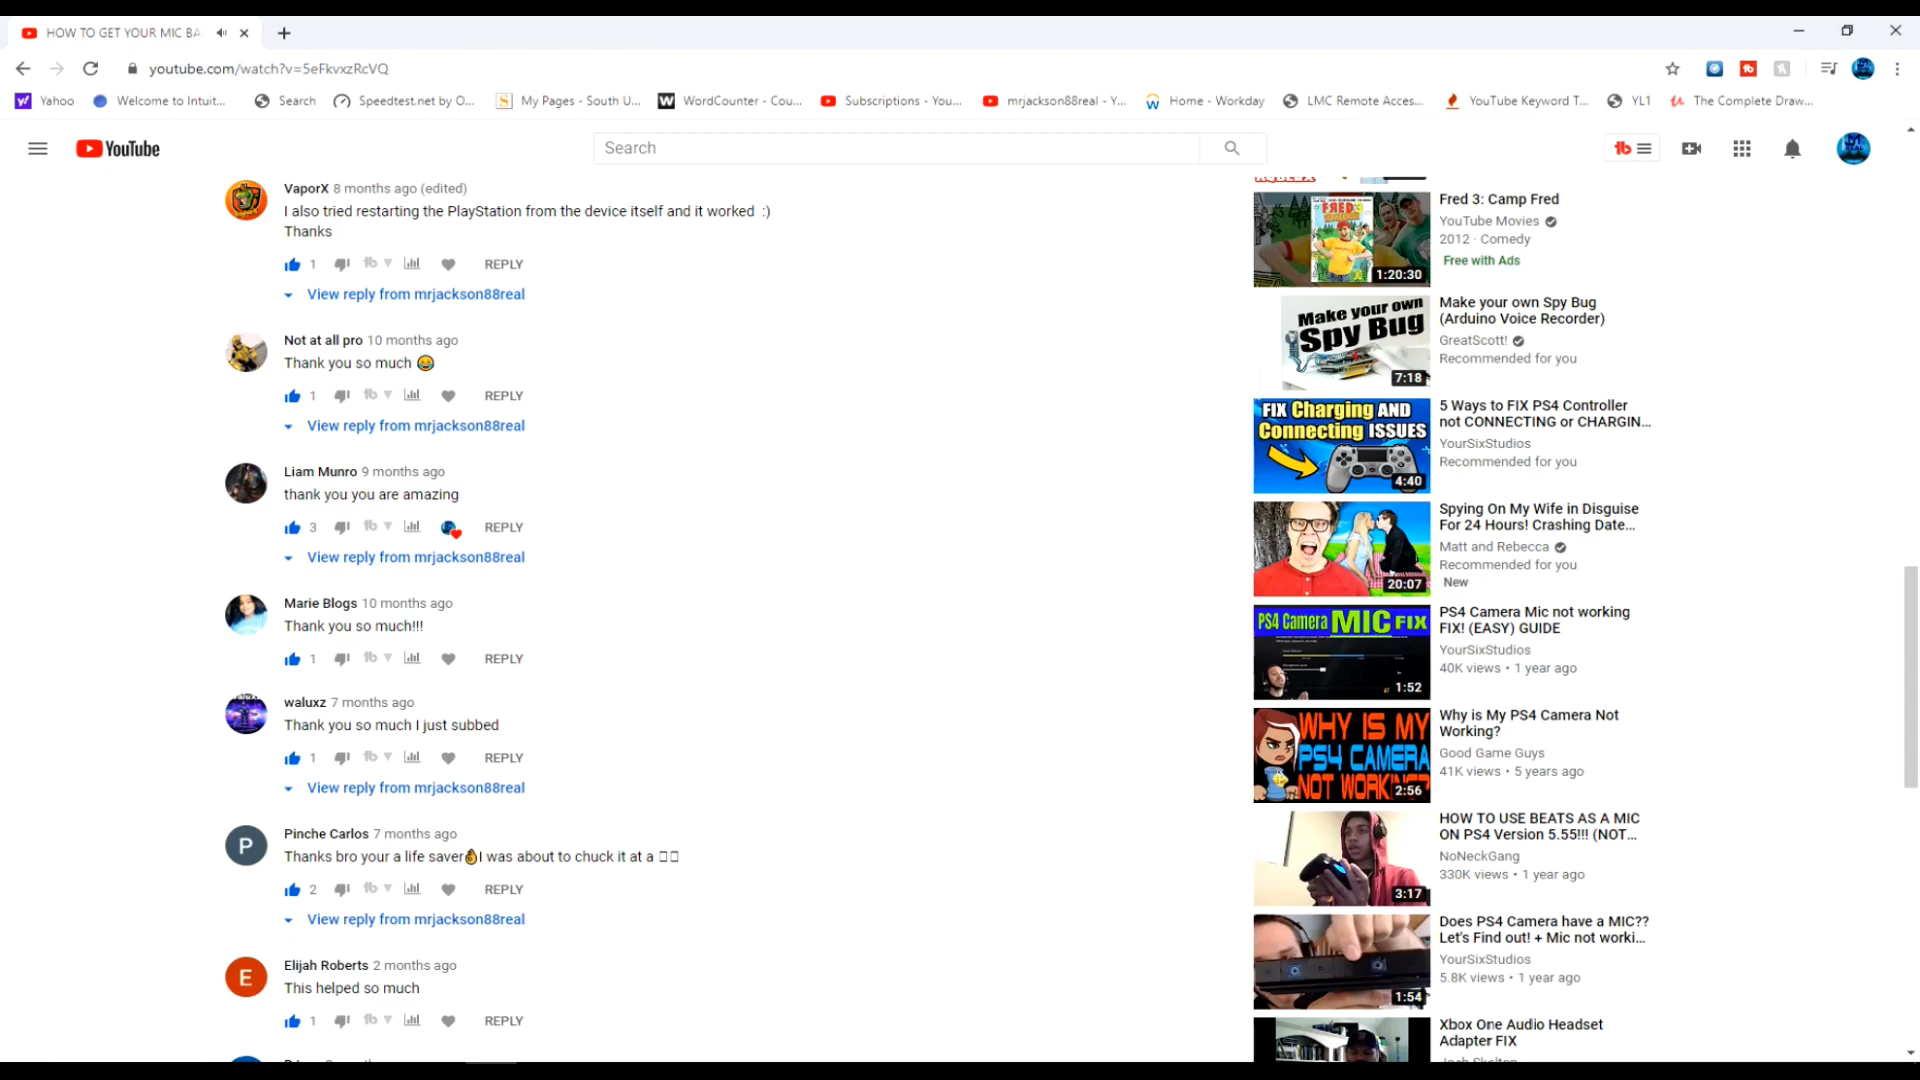 HOW TO GET YOUR MIC BA
youtube.com/watch?v=5eFkvxzRcVQ
Yahoo
Welcome to Intuit...
Search
Speedtest.net by O...
My Pages - South U...
WordCounter - Cou...
Subscriptions - You...
mrjackson88real - Y...
Home - Workday
LMC Remote Acces...
YouTube Keyword T...
YL1
The Complete Draw...
YouTube
Search
VaporX 8 months ago (edited)
I also tried restarting the PlayStation from the device itself and it worked :)
Thanks
1 REPLY
View reply from mrjackson88real
Not at all pro 10 months ago
Thank you so much 😂
1 REPLY
View reply from mrjackson88real
Liam Munro 9 months ago
thank you you are amazing
3 REPLY
View reply from mrjackson88real
Marie Blogs 10 months ago
Thank you so much!!!
1 REPLY
waluxz 7 months ago
Thank you so much I just subbed
1 REPLY
View reply from mrjackson88real
P
Pinche Carlos 7 months ago
Thanks bro your a life saver👌I was about to chuck it at a □□
2 REPLY
View reply from mrjackson88real
E
Elijah Roberts 2 months ago
This helped so much
1 REPLY
FRED
1:20:30
Fred 3: Camp Fred
YouTube Movies
2012 · Comedy
Free with Ads
Make your own
Spy Bug
7:18
Make your own Spy Bug
(Arduino Voice Recorder)
GreatScott!
Recommended for you
FIX Charging AND
Connecting ISSUES
4:40
5 Ways to FIX PS4 Controller
not CONNECTING or CHARGIN...
YourSixStudios
Recommended for you
20:07
Spying On My Wife in Disguise
For 24 Hours! Crashing Date...
Matt and Rebecca
Recommended for you
New
PS4 Camera MIC FIX
1:52
PS4 Camera Mic not working
FIX! (EASY) GUIDE
YourSixStudios
40K views • 1 year ago
WHY IS MY
PS4 CAMERA
NOT WORKING?
2:56
Why is My PS4 Camera Not
Working?
Good Game Guys
41K views • 5 years ago
3:17
HOW TO USE BEATS AS A MIC
ON PS4 Version 5.55!!! (NOT...
NoNeckGang
330K views • 1 year ago
1:54
Does PS4 Camera have a MIC??
Let's Find out! + Mic not worki...
YourSixStudios
5.8K views • 1 year ago
Xbox One Audio Headset
Adapter FIX